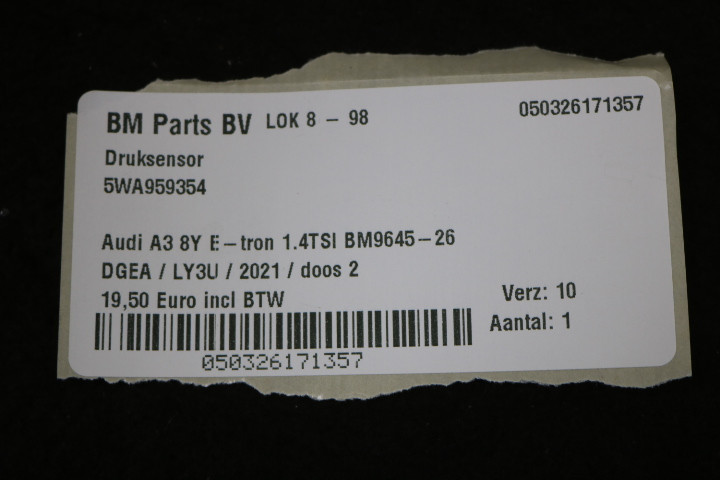 BM Parts BV LOK 8 - 98 050326171357
Druksensor
5WA959354
Audi A3 8Y E-tron 1.4TSI BM9645-26
DGEA / LY3U / 2021 / doos 2
19,50 Euro incl BTW Verz: 10
Aantal: 1
050326171357